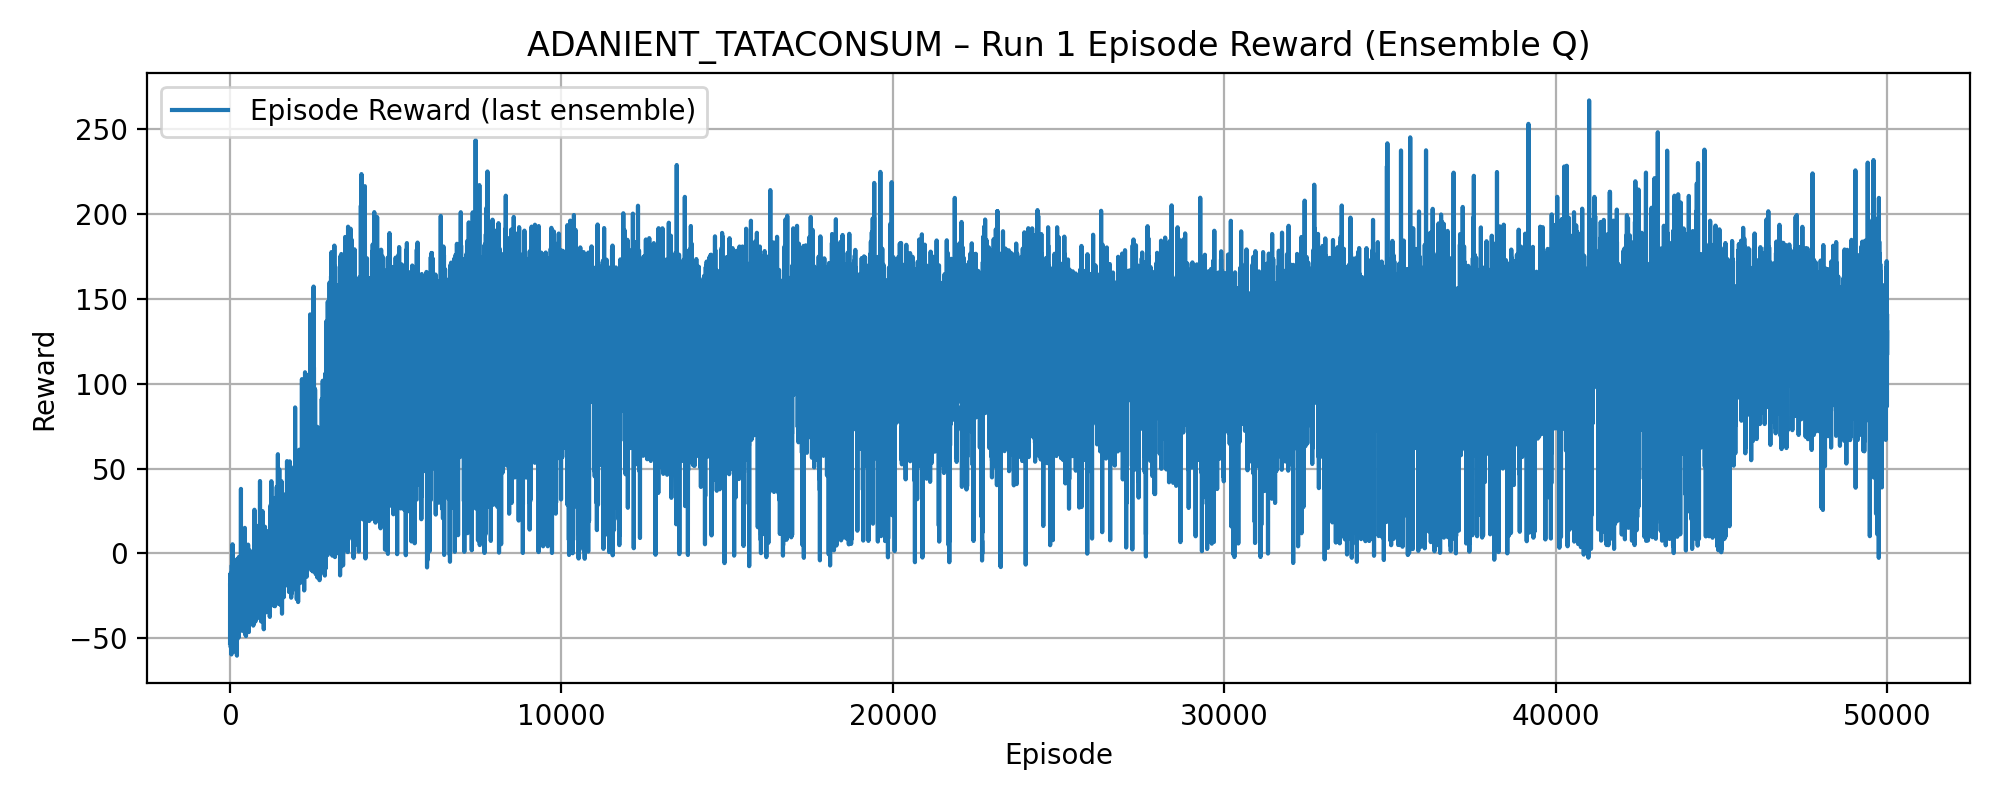 ADANIENT_TATACONSUM – Run 1 Episode Reward (Ensemble Q)
Episode Reward (last ensemble)
250
200
150
100
50
0
−50
Reward
0 10000 20000 30000 40000 50000
Episode